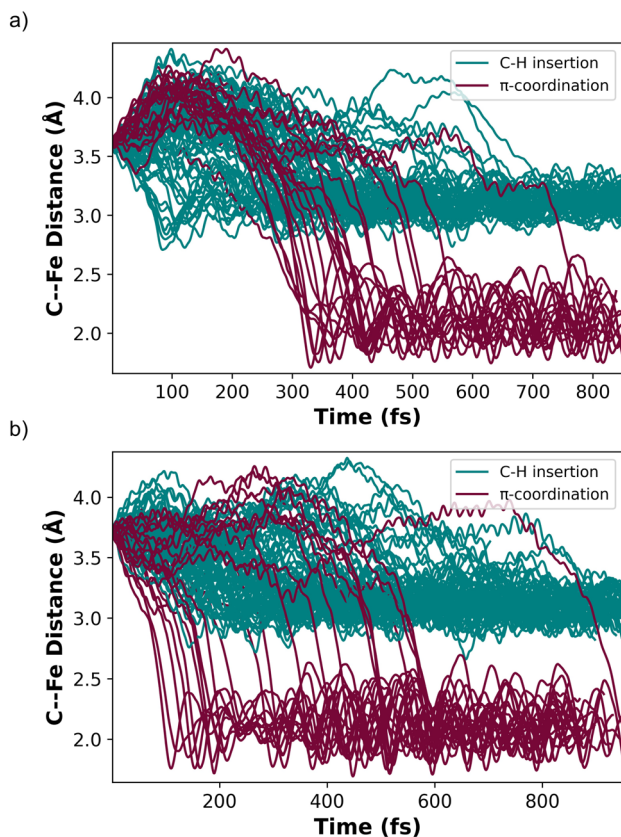 a)
C--Fe Distance (Å)
4.0
3.5
3.0
2.5
2.0
C-H insertion
π-coordination
100 200 300 400 500 600 700 800
Time (fs)
b)
C--Fe Distance (Å)
4.0
3.5
3.0
2.5
2.0
C-H insertion
π-coordination
200 400 600 800
Time (fs)